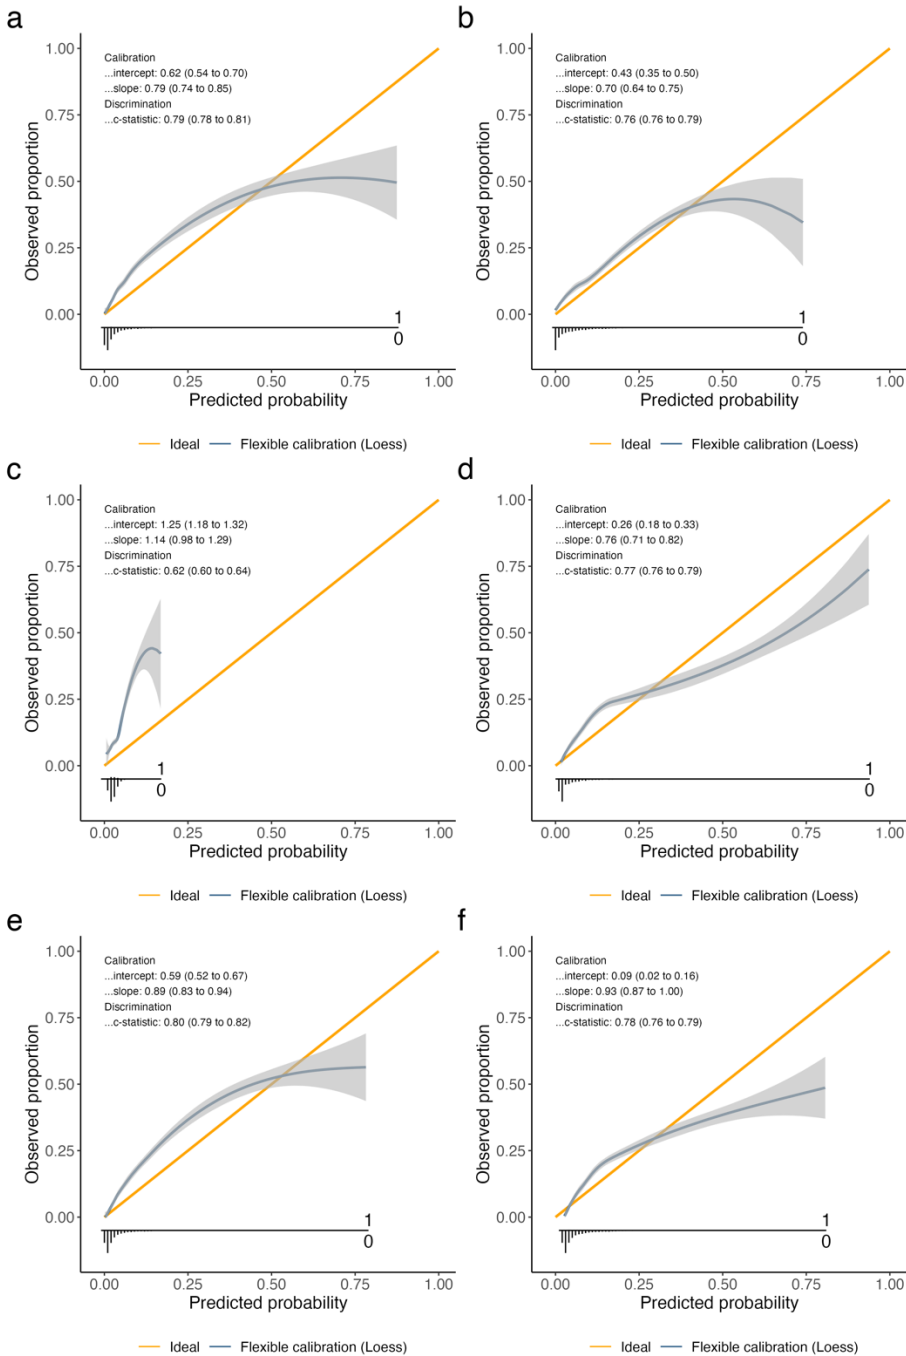 a
Calibration
...intercept: 0.62 (0.54 to 0.70)
...slope: 0.79 (0.74 to 0.85)
Discrimination
...c-statistic: 0.79 (0.78 to 0.81)
1.00
0.75
0.50
0.25
0.00
Observed proportion
1
0
0.00 0.25 0.50 0.75 1.00
Predicted probability
Ideal Flexible calibration (Loess)
b
Calibration
...intercept: 0.43 (0.35 to 0.50)
...slope: 0.70 (0.64 to 0.75)
Discrimination
...c-statistic: 0.76 (0.76 to 0.79)
1.00
0.75
0.50
0.25
0.00
Observed proportion
1
0
0.00 0.25 0.50 0.75 1.00
Predicted probability
Ideal Flexible calibration (Loess)
c
Calibration
...intercept: 1.25 (1.18 to 1.32)
...slope: 1.14 (0.98 to 1.29)
Discrimination
...c-statistic: 0.62 (0.60 to 0.64)
1.00
0.75
0.50
0.25
0.00
Observed proportion
1
0
0.00 0.25 0.50 0.75 1.00
Predicted probability
Ideal Flexible calibration (Loess)
d
Calibration
...intercept: 0.26 (0.18 to 0.33)
...slope: 0.76 (0.71 to 0.82)
Discrimination
...c-statistic: 0.77 (0.76 to 0.79)
1.00
0.75
0.50
0.25
0.00
Observed proportion
1
0
0.00 0.25 0.50 0.75 1.00
Predicted probability
Ideal Flexible calibration (Loess)
e
Calibration
...intercept: 0.59 (0.52 to 0.67)
...slope: 0.89 (0.83 to 0.94)
Discrimination
...c-statistic: 0.80 (0.79 to 0.82)
1.00
0.75
0.50
0.25
0.00
Observed proportion
1
0
0.00 0.25 0.50 0.75 1.00
Predicted probability
Ideal Flexible calibration (Loess)
f
Calibration
...intercept: 0.09 (0.02 to 0.16)
...slope: 0.93 (0.87 to 1.00)
Discrimination
...c-statistic: 0.78 (0.76 to 0.79)
1.00
0.75
0.50
0.25
0.00
Observed proportion
1
0
0.00 0.25 0.50 0.75 1.00
Predicted probability
Ideal Flexible calibration (Loess)